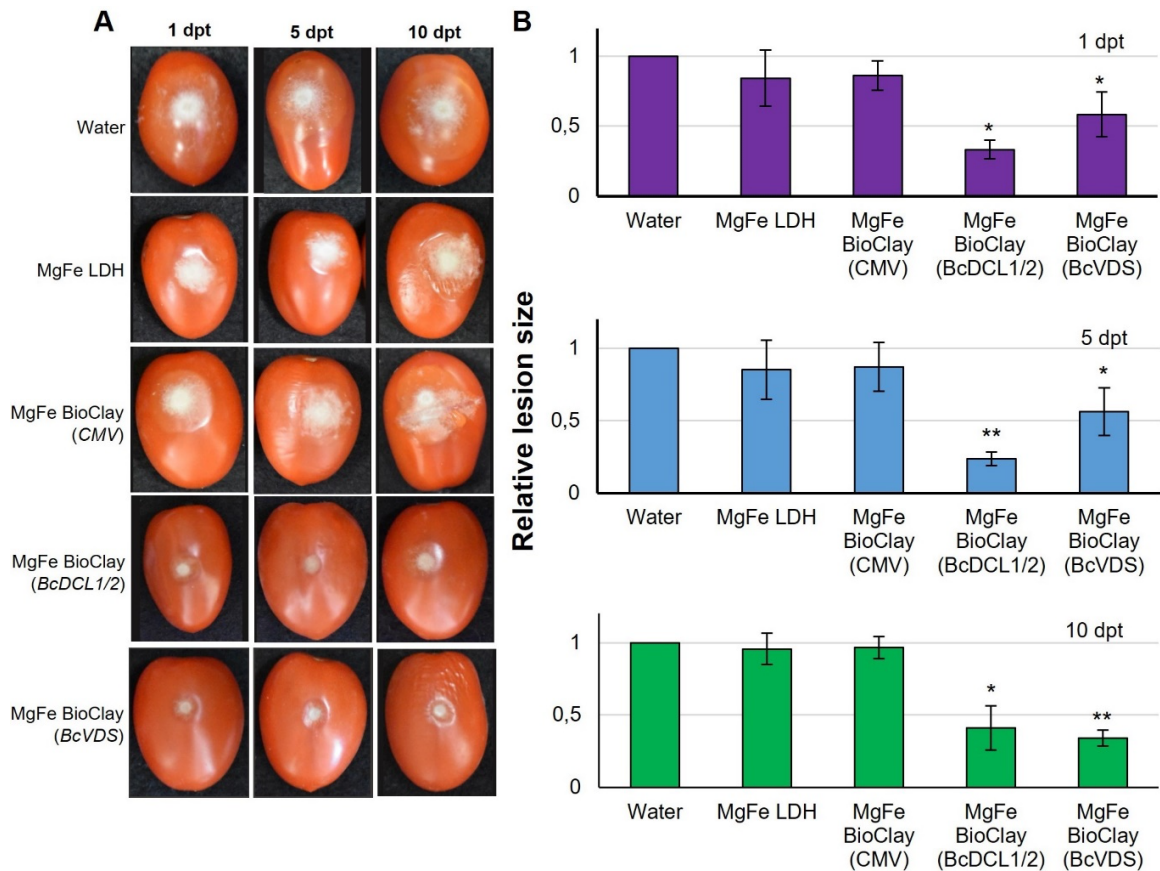 A
1 dpt 5 dpt 10 dpt
Water
MgFe LDH
MgFe BioClay
(CMV)
MgFe BioClay
(BcDCL1/2)
MgFe BioClay
(BcVDS)
B
Relative lesion size
1 dpt
1
0,5
0
* *
Water MgFe LDH MgFe MgFe MgFe
BioClay BioClay BioClay
(CMV) (BcDCL1/2) (BcVDS)
5 dpt
1
0,5
0
** *
Water MgFe LDH MgFe MgFe MgFe
BioClay BioClay BioClay
(CMV) (BcDCL1/2) (BcVDS)
10 dpt
1
0,5
0
* **
Water MgFe LDH MgFe MgFe MgFe
BioClay BioClay BioClay
(CMV) (BcDCL1/2) (BcVDS)